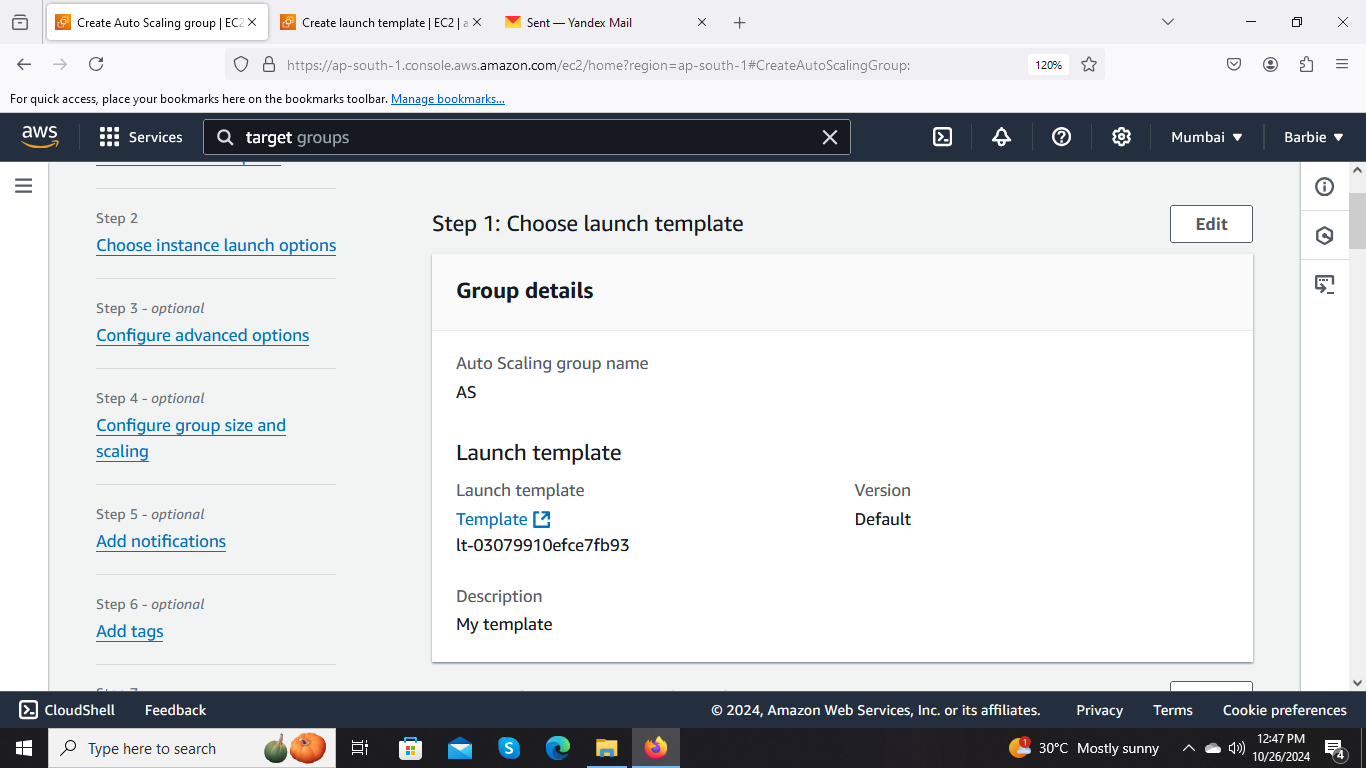 Create Auto Scaling group | EC2
Create launch template | EC2 | a
Sent — Yandex Mail
https://ap-south-1.console.aws.amazon.com/ec2/home?region=ap-south-1#CreateAutoScalingGroup:
120%
For quick access, place your bookmarks here on the bookmarks toolbar. Manage bookmarks...
aws
Services
target groups
Mumbai
Barbie
Step 2
Choose instance launch options
Step 3 - optional
Configure advanced options
Step 4 - optional
Configure group size and
scaling
Step 5 - optional
Add notifications
Step 6 - optional
Add tags
Step 1: Choose launch template
Edit
Group details
Auto Scaling group name
AS
Launch template
Launch template
Version
Template
Default
lt-03079910efce7fb93
Description
My template
CloudShell
Feedback
© 2024, Amazon Web Services, Inc. or its affiliates.
Privacy
Terms
Cookie preferences
Type here to search
1
30°C Mostly sunny
12:47 PM
10/26/2024
4